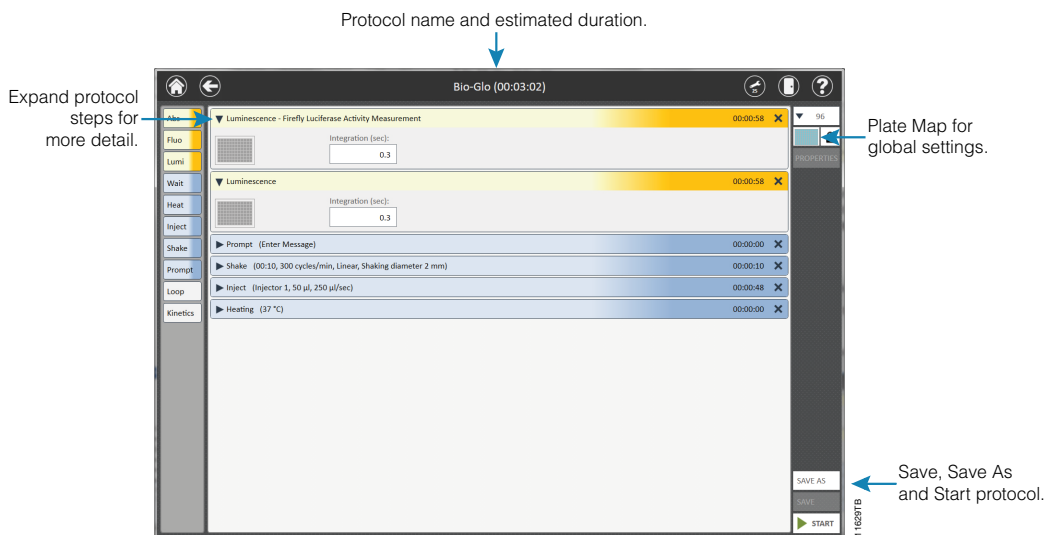 Protocol name and estimated duration.
Bio-Glo (00:03:02)
25
?
Expand protocol
steps for
more detail.
Abs
Fluo
Lumi
Wait
Heat
Inject
Shake
Prompt
Loop
Kinetics
Luminescence - Firefly Luciferase Activity Measurement 00:00:58
Integration (sec):
0.3
Luminescence 00:00:58
Integration (sec):
0.3
Prompt (Enter Message) 00:00:00
Shake (00:10, 300 cycles/min, Linear, Shaking diameter 2 mm) 00:00:10
Inject (Injector 1, 50 µl, 250 µl/sec) 00:00:48
Heating (37 °C) 00:00:00
96
PROPERTIES
Plate Map for
global settings.
SAVE AS
SAVE
START
Save, Save As
and Start protocol.
11629TB